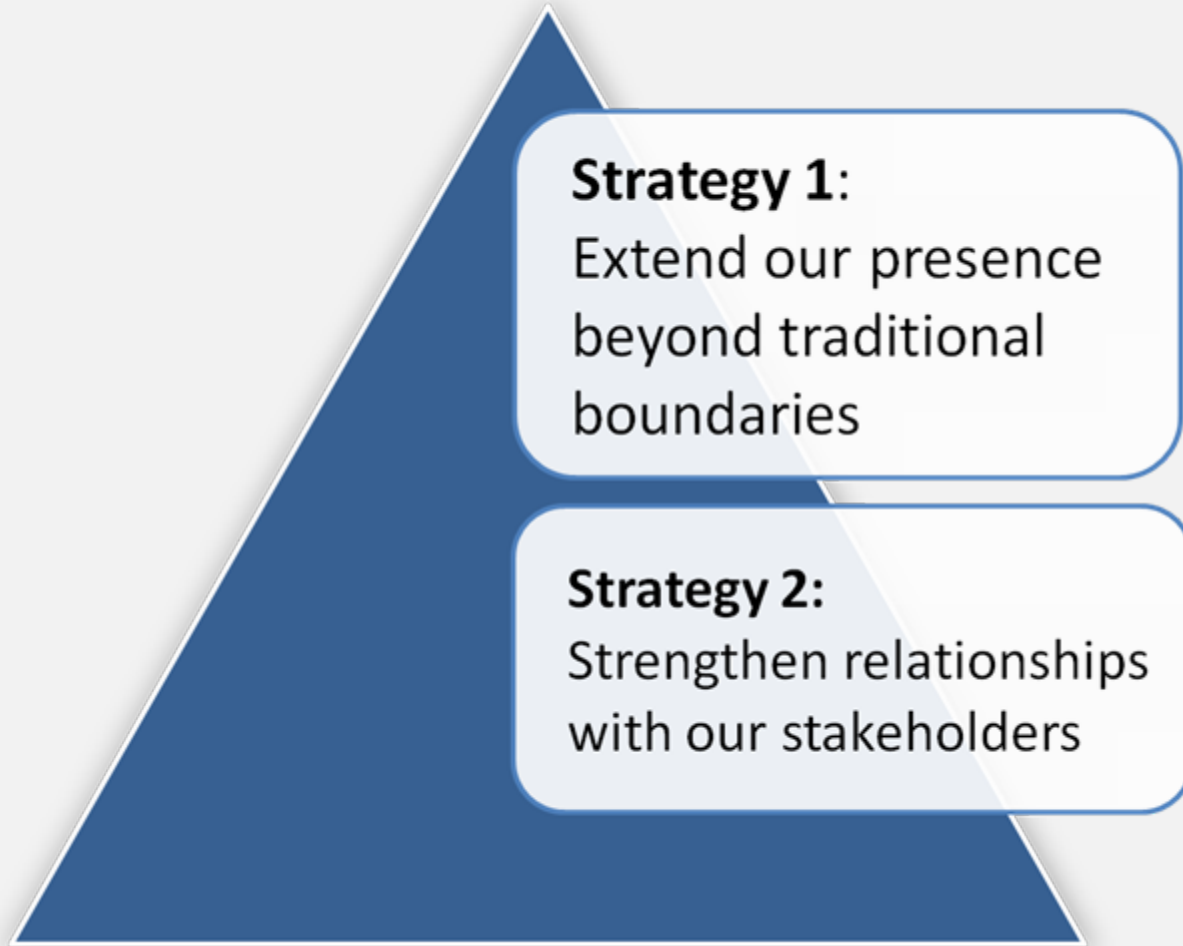 Strategy 1:
Extend our presence
beyond traditional
boundaries
Strategy 2:
Strengthen relationships
with our stakeholders